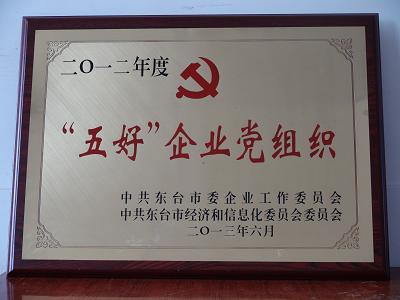 二〇一二年度
“五好”企业党组织
中共东台市委企业工作委员会
中共东台市经济和信息化委员会委员会
二〇一三年六月